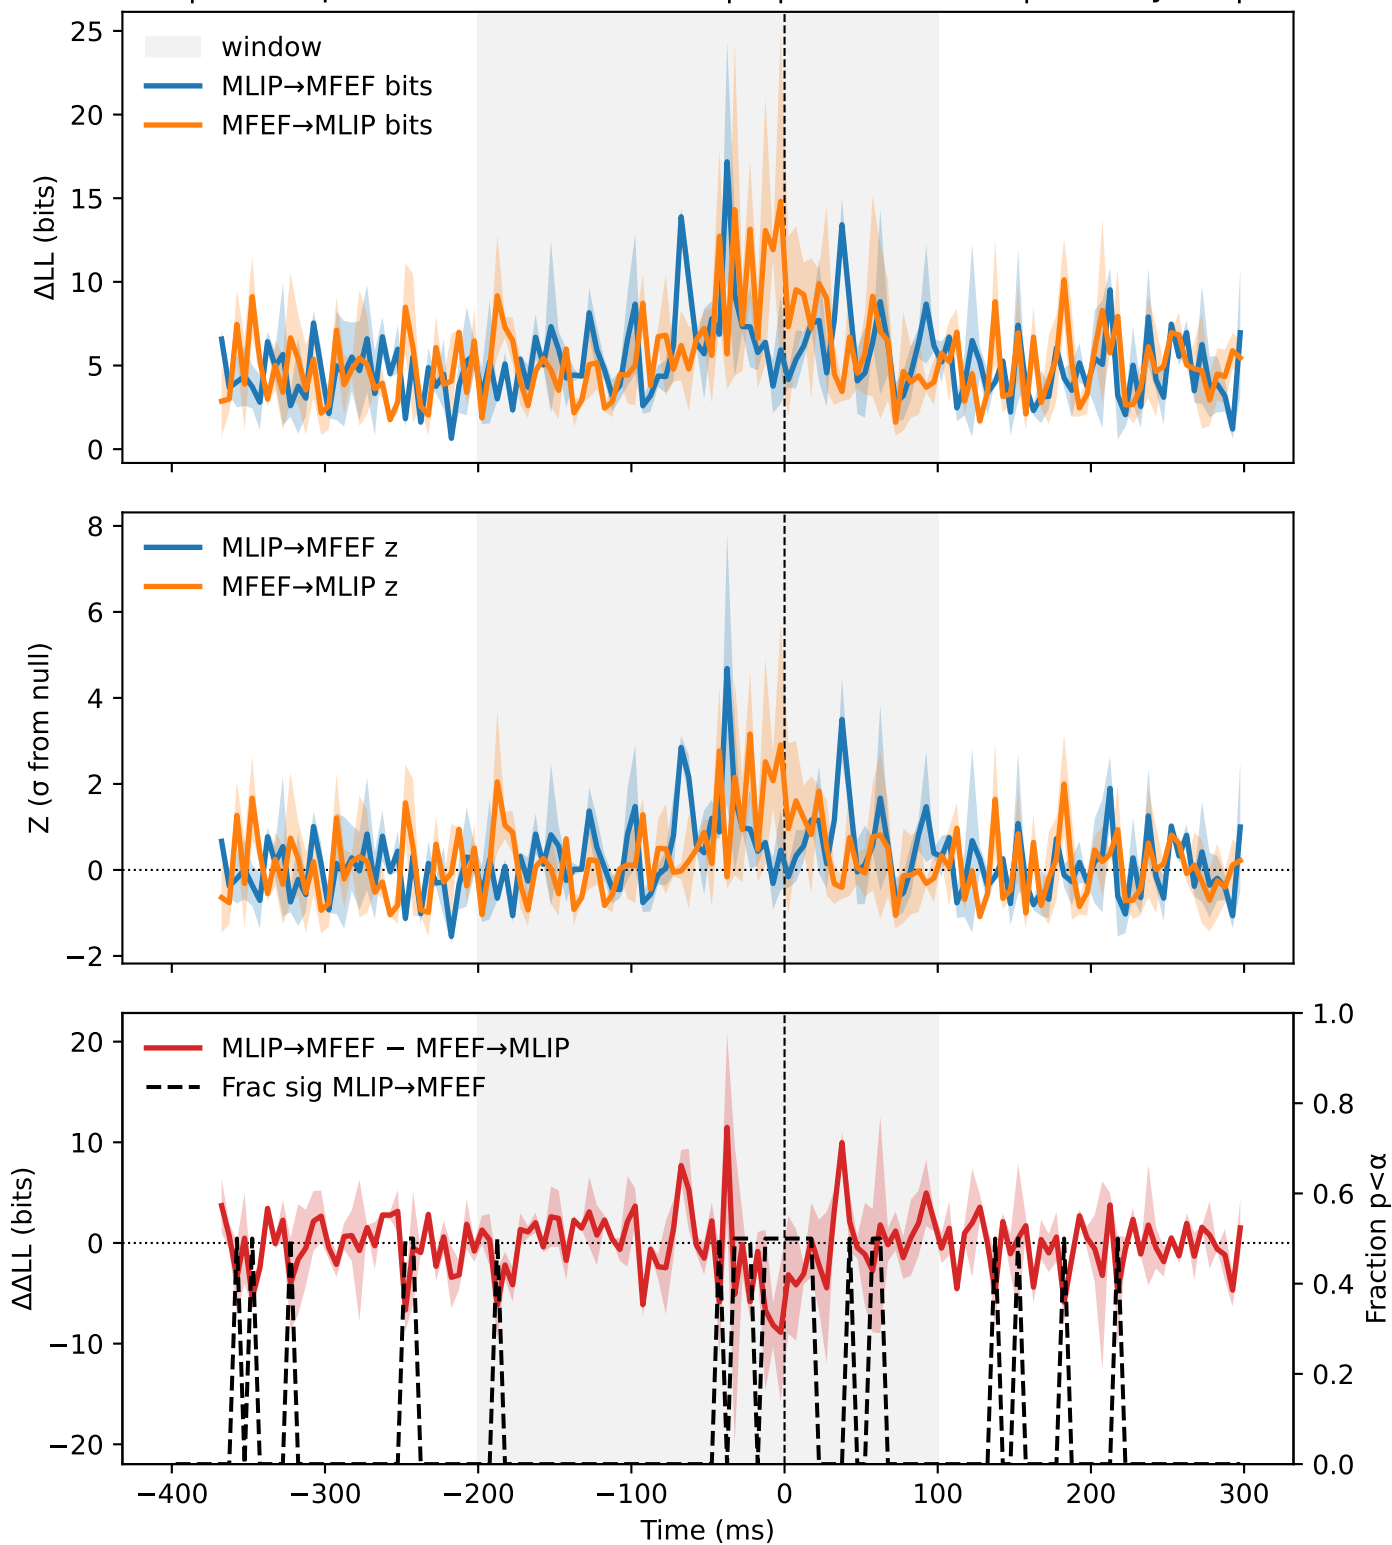 25
20
15
10
5
0
ΔLL (bits)
window
MLIP→MFEF bits
MFEF→MLIP bits
8
6
4
2
0
−2
Z (σ from null)
MLIP→MFEF z
MFEF→MLIP z
20
10
0
−10
−20
ΔΔLL (bits)
MLIP→MFEF − MFEF→MLIP
Frac sig MLIP→MFEF
1.0
0.8
0.6
0.4
0.2
0.0
Fraction p<α
−400 −300 −200 −100 0 100 200 300
Time (ms)